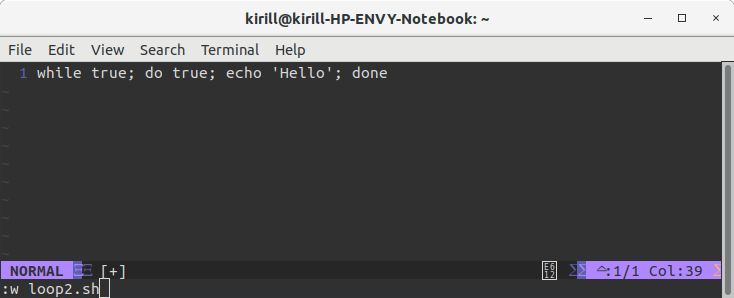 kirill@kirill-HP-ENVY-Notebook: ~
File Edit View Search Terminal Help
1 while true; do true; echo 'Hello'; done
~
~
~
~
~
~
~
~
~
~
NORMAL [+] E612 :1/1 Col:39
:w loop2.sh